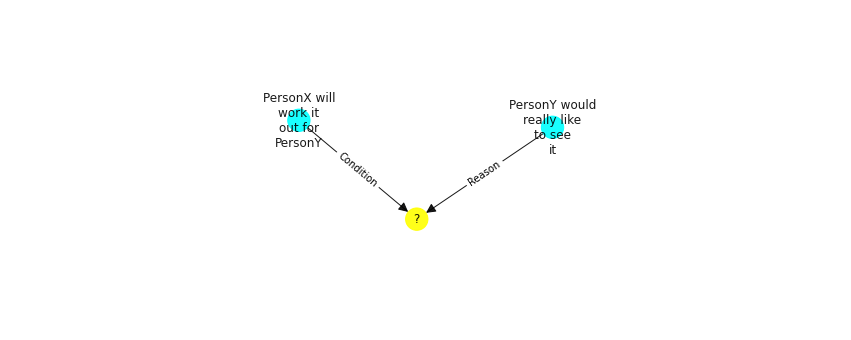 PersonX will
work it
out for
PersonY
PersonY would
really like
to see
it
Condition
Reason
?